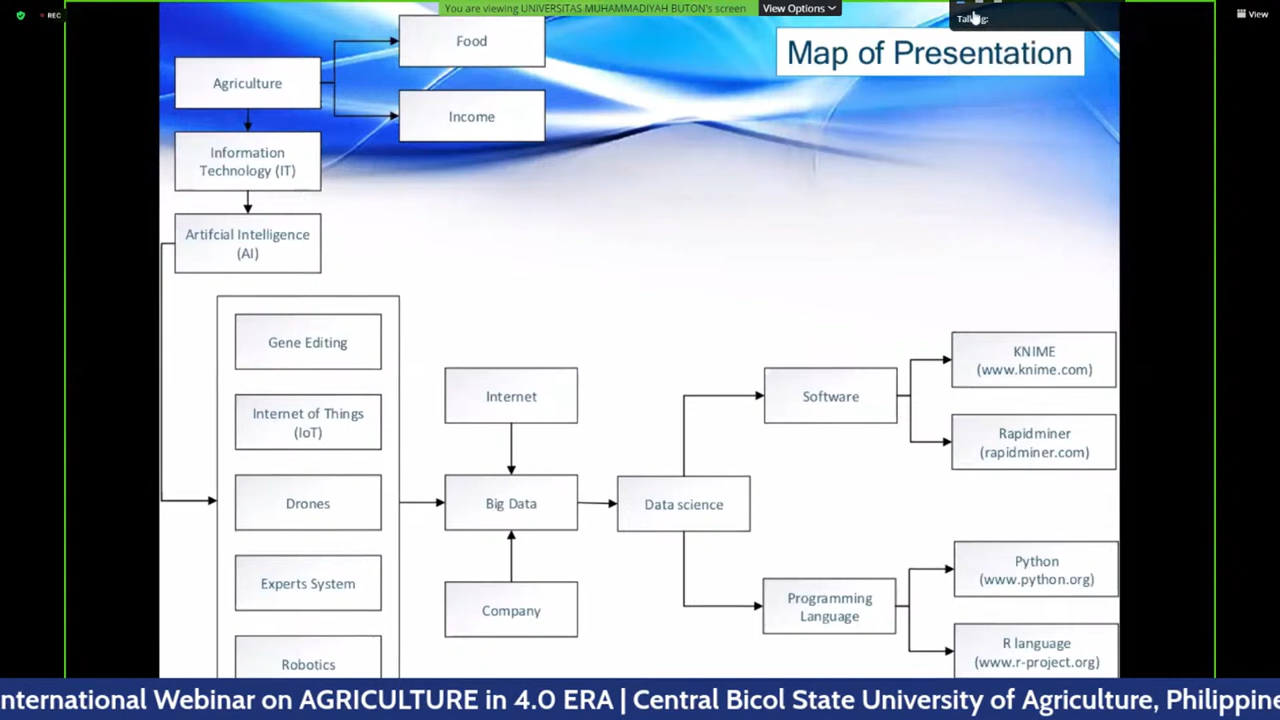 REC
You are viewing UNIVERSITAS MUHAMMADIYAH BUTON's screen
View Options
Talking:
View
Map of Presentation
Food
Agriculture
Income
Information
Technology (IT)
Artifcial Intelligence
(AI)
Gene Editing
Internet of Things
(IoT)
Drones
Experts System
Robotics
Internet
Big Data
Company
Data science
Software
Programming
Language
KNIME
(www.knime.com)
Rapidminer
(rapidminer.com)
Python
(www.python.org)
R language
(www.r-project.org)
nternational Webinar on AGRICULTURE in 4.0 ERA | Central Bicol State University of Agriculture, Philippine